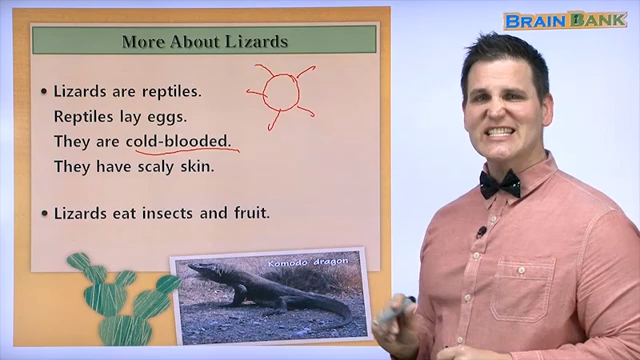 BRAIN BANK
More About Lizards
• Lizards are reptiles.
Reptiles lay eggs.
They are cold-blooded.
They have scaly skin.
• Lizards eat insects and fruit.
Komodo dragon